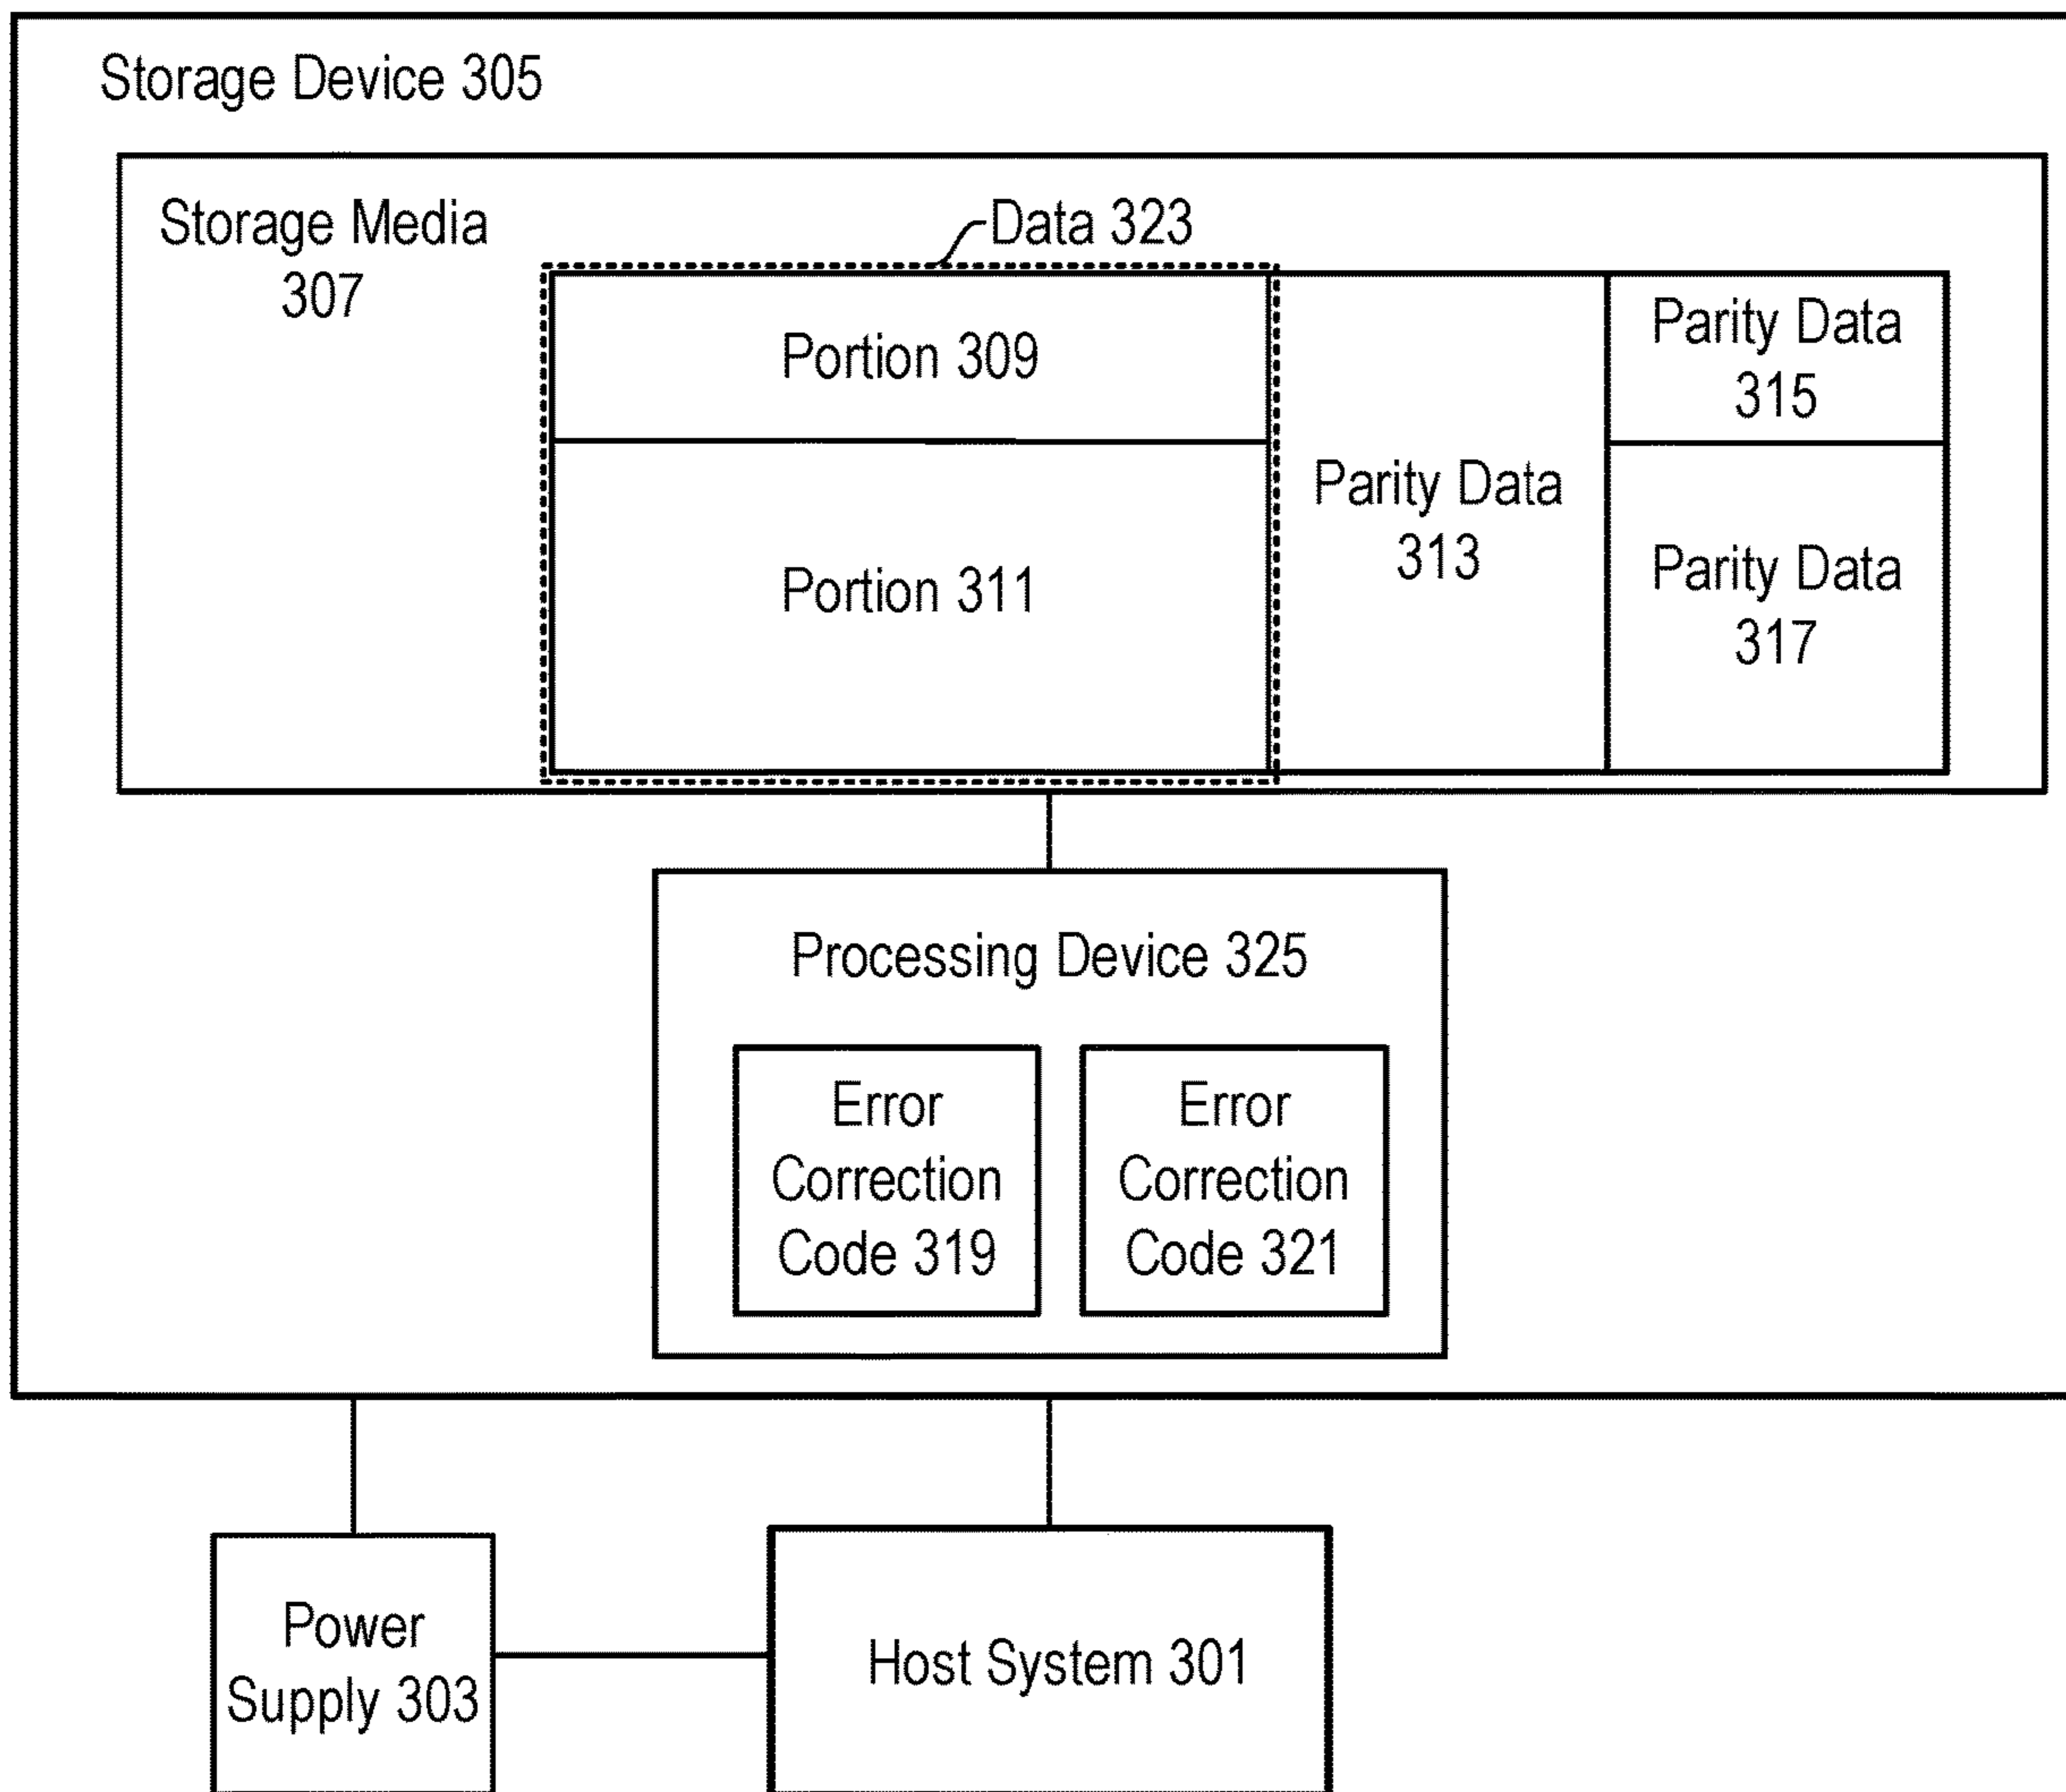 Storage Device 305
Storage Media
307
Data 323
Portion 309
Portion 311
Parity Data
313
Parity Data
315
Parity Data
317
Processing Device 325
Error
Correction
Code 319
Error
Correction
Code 321
Power
Supply 303
Host System 301